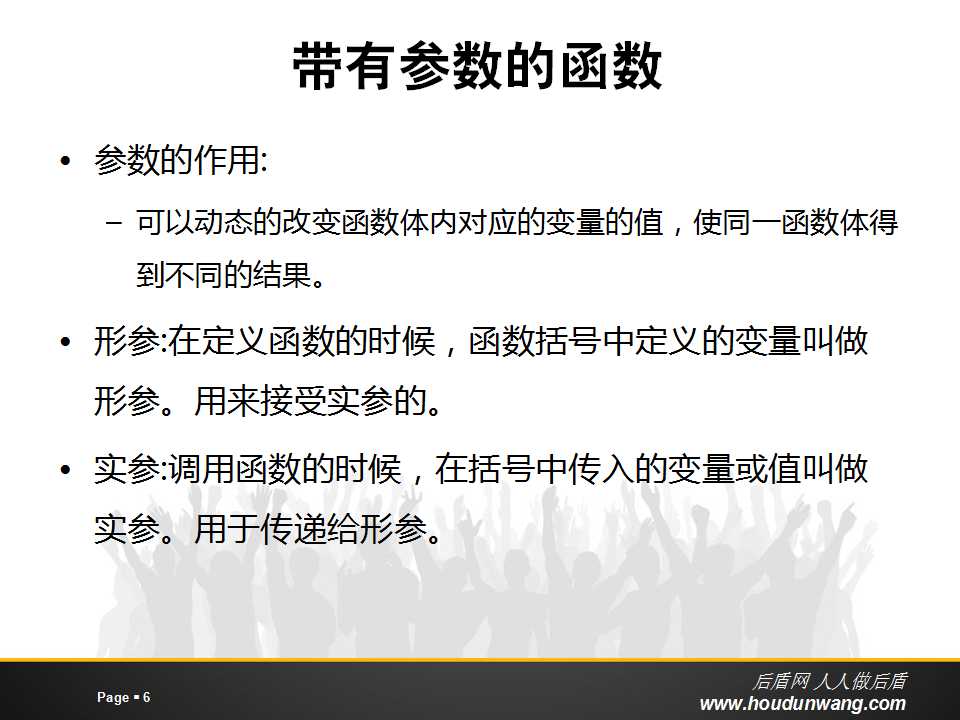 带有参数的函数
• 参数的作用:
– 可以动态的改变函数体内对应的变量的值，使同一函数体得
到不同的结果。
• 形参:在定义函数的时候，函数括号中定义的变量叫做
形参。用来接受实参的。
• 实参:调用函数的时候，在括号中传入的变量或值叫做
实参。用于传递给形参。
Page ▪ 6
后盾网 人人做后盾
www.houdunwang.com